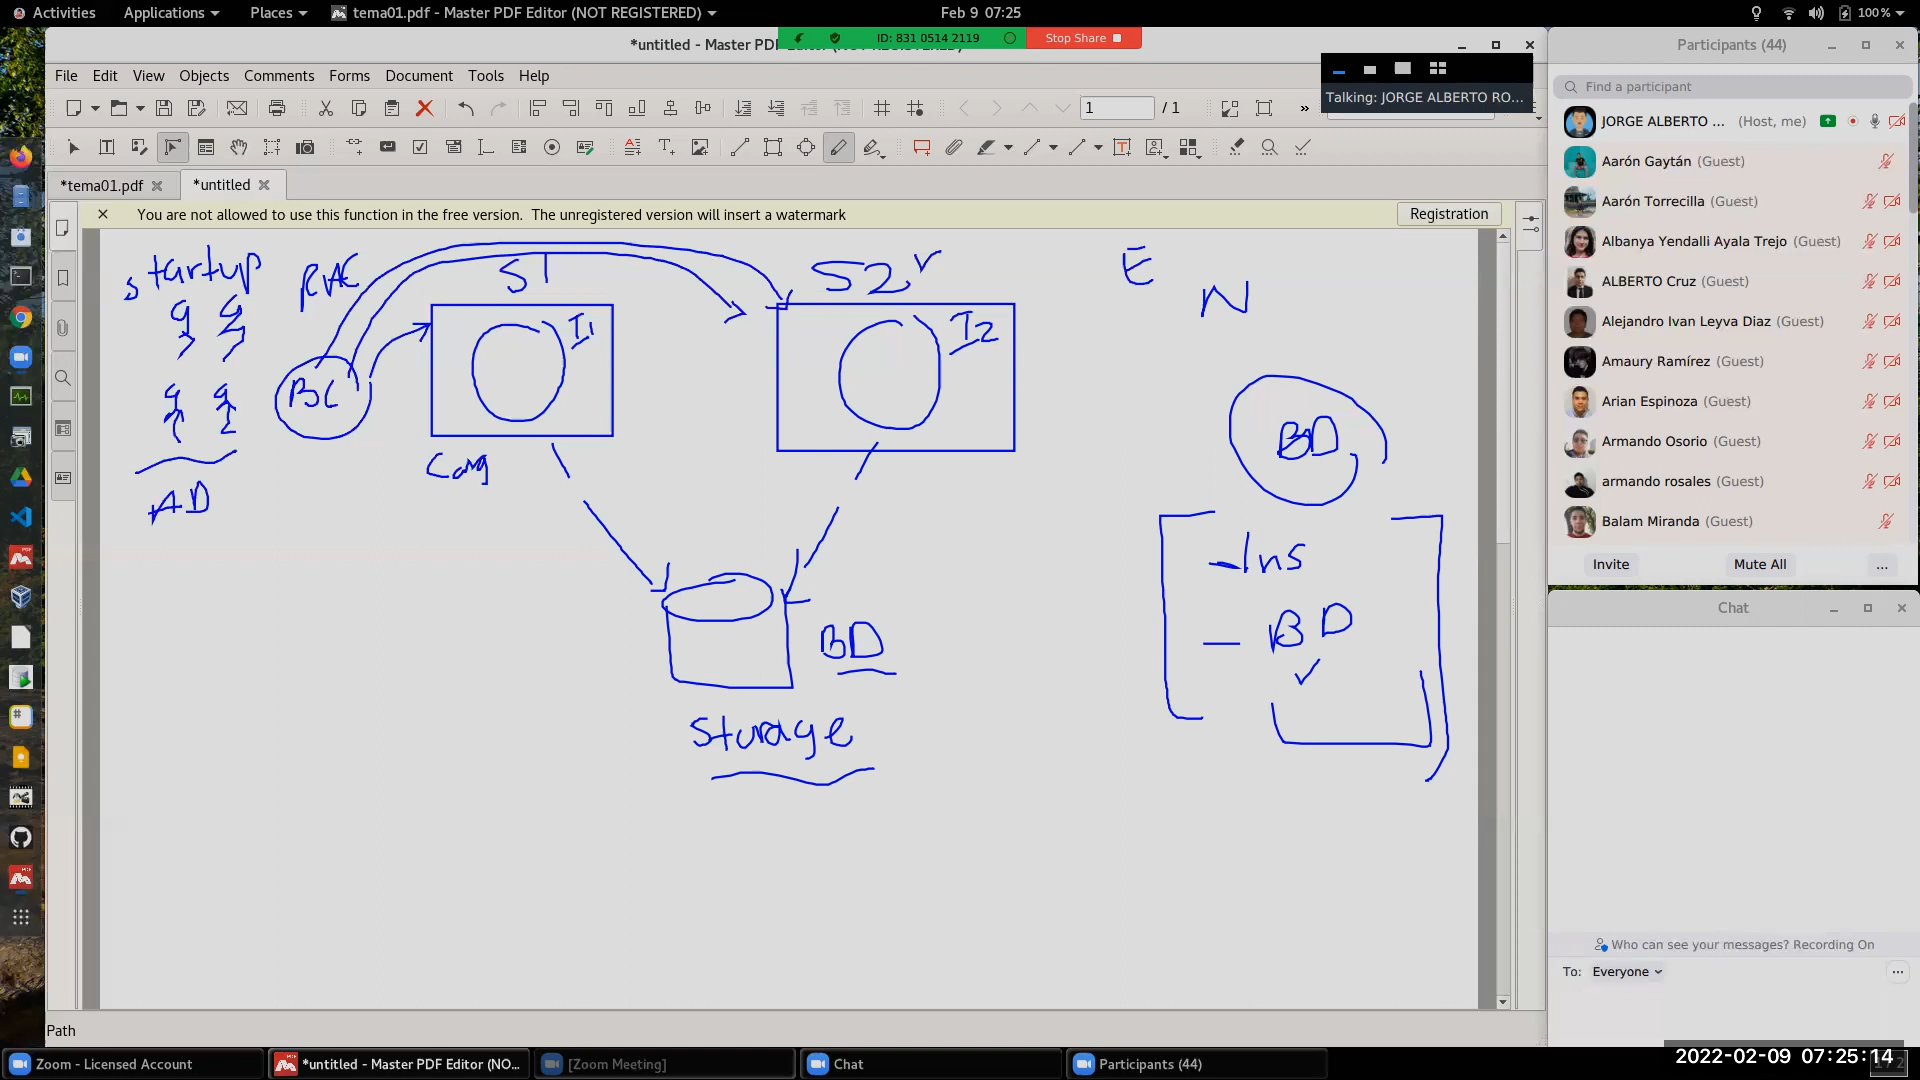 Activities
Applications
Places
tema01.pdf - Master PDF Editor (NOT REGISTERED)
Feb 9 07:25
100%
*untitled - Master PDF
ID: 831 0514 2119
Stop Share
Talking: JORGE ALBERTO RO...
File Edit View Objects Comments Forms Document Tools Help
1 / 1
*tema01.pdf
*untitled
You are not allowed to use this function in the free version. The unregistered version will insert a watermark
Registration
startup
RAC
S1
S2
E
N
I1
I2
BC
BD
Carg
AD
Ins
BD
BD
Storage
Path
Participants (44)
Find a participant
JORGE ALBERTO ... (Host, me)
Aarón Gaytán (Guest)
Aarón Torrecilla (Guest)
Albanya Yendalli Ayala Trejo (Guest)
ALBERTO Cruz (Guest)
Alejandro Ivan Leyva Diaz (Guest)
Amaury Ramírez (Guest)
Arian Espinoza (Guest)
Armando Osorio (Guest)
armando rosales (Guest)
Balam Miranda (Guest)
Invite
Mute All
...
Chat
Who can see your messages? Recording On
To: Everyone
Zoom - Licensed Account
*untitled - Master PDF Editor (NO...
[Zoom Meeting]
Chat
Participants (44)
2022-02-09 07:25:14